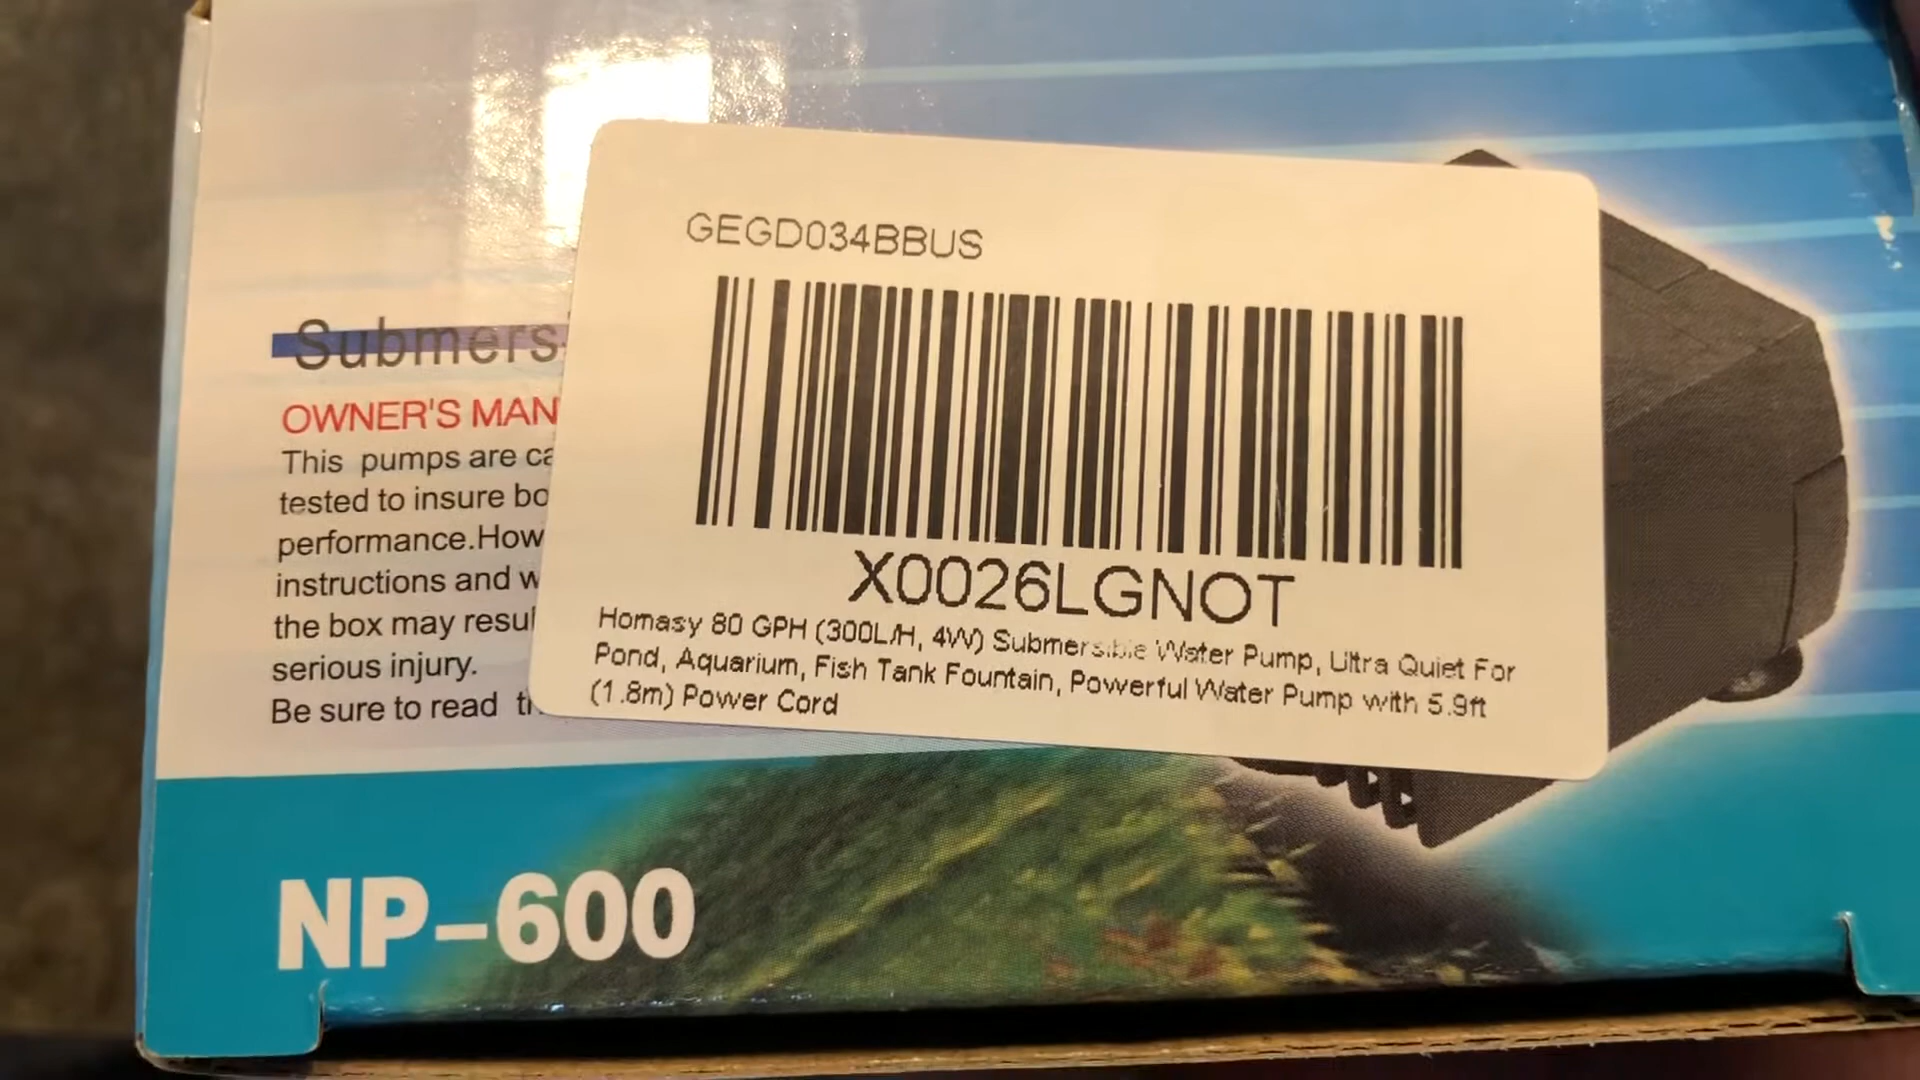 GEGD034BBUS
X0026LGNOT
Homasy 80 GPH (300L/H, 4W) Submersible Water Pump, Ultra Quiet For
Pond, Aquarium, Fish Tank Fountain, Powerful Water Pump with 5.9ft
(1.8m) Power Cord
Submers
OWNER'S MAN
This pumps are ca
tested to insure bo
performance.How
instructions and w
the box may resul
serious injury.
Be sure to read
NP-600